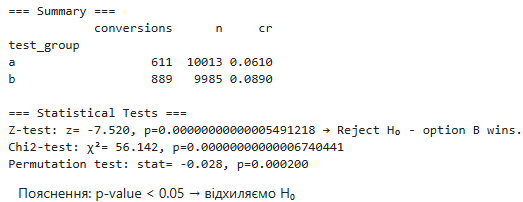 === Summary ===
conversions n cr
test_group
a 611 10013 0.0610
b 889 9985 0.0890
=== Statistical Tests ===
Z-test: z= -7.520, p=0.00000000000005491218 → Reject H₀ - option B wins.
Chi2-test: χ²= 56.142, p=0.00000000000006740441
Permutation test: stat= -0.028, p=0.000200
Пояснення: p-value < 0.05 → відхиляємо H₀